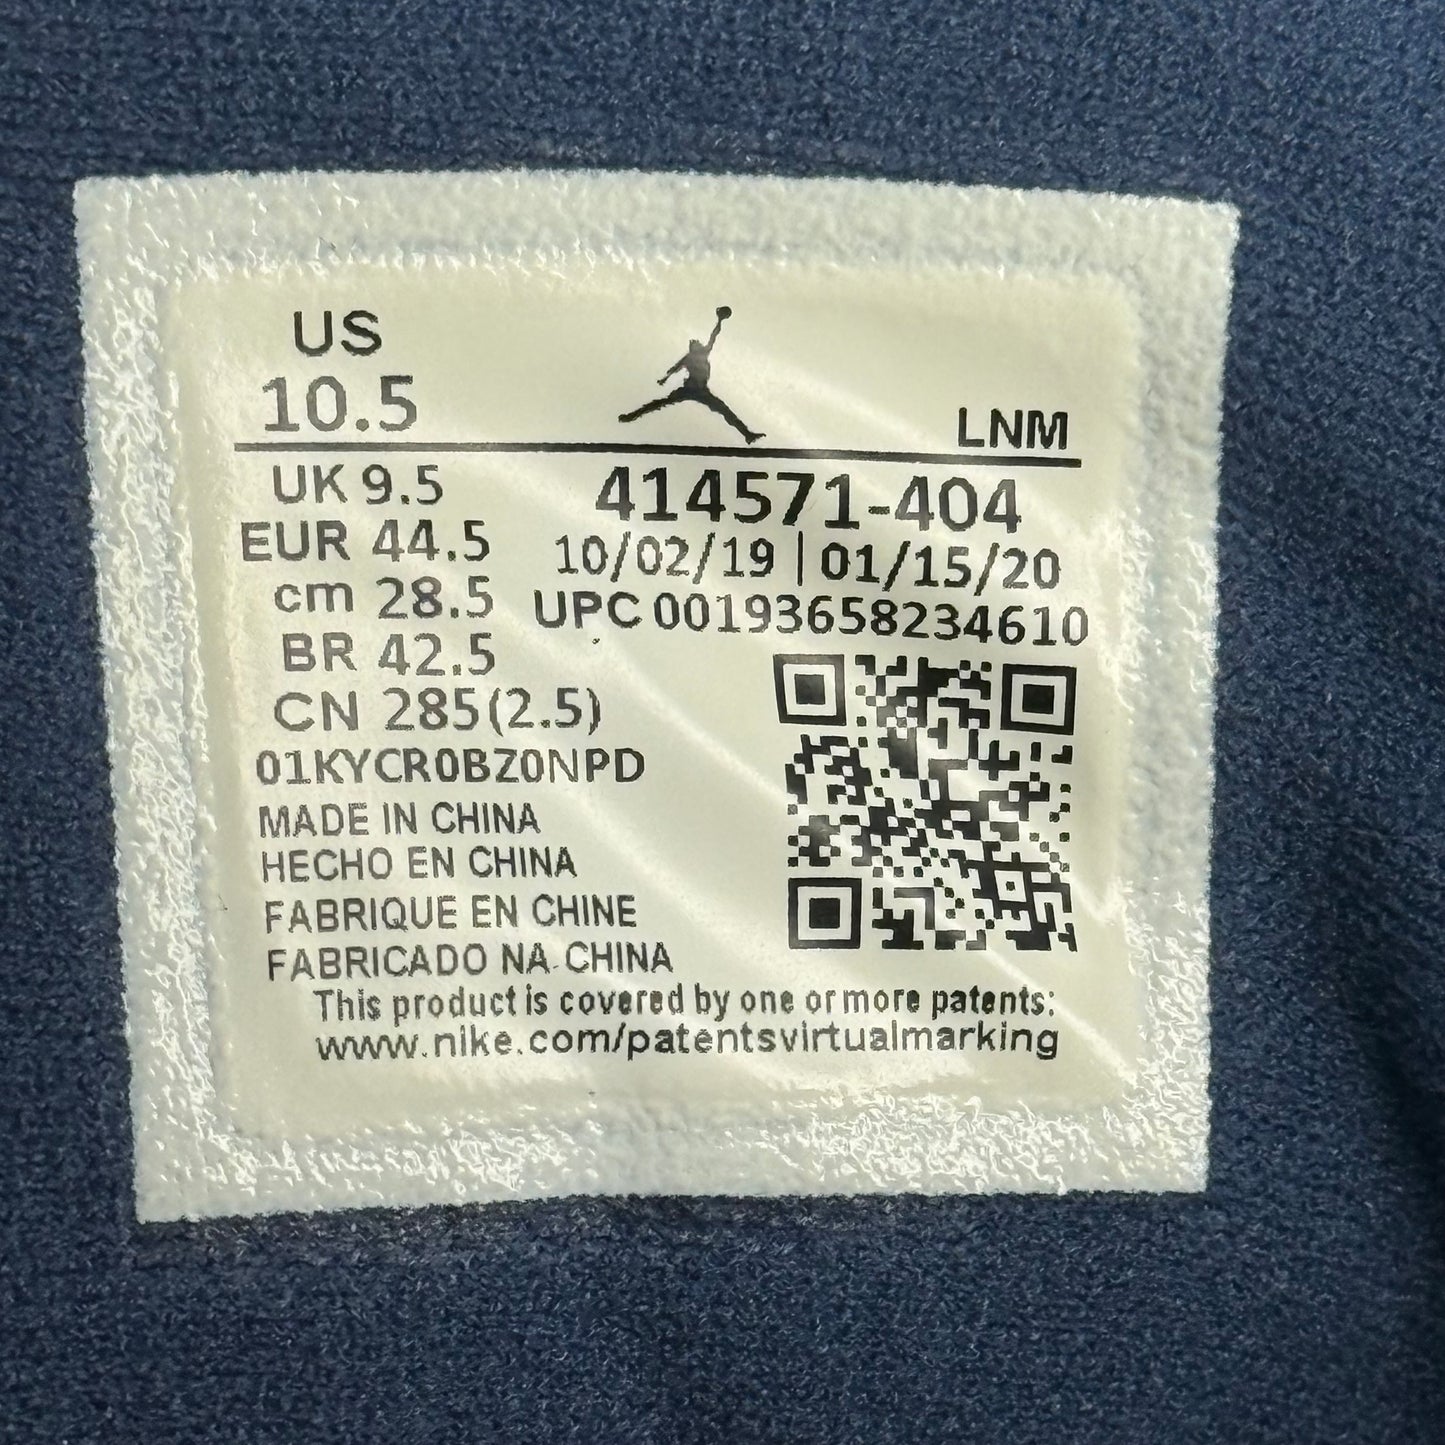 US
10.5
LNM
UK 9.5
414571-404
EUR 44.5
10/02/19 | 01/15/20
cm 28.5
UPC 00193658234610
BR 42.5
CN 285(2.5)
01KYCR0BZ0NPD
MADE IN CHINA
HECHO EN CHINA
FABRIQUE EN CHINE
FABRICADO NA CHINA
This product is covered by one or more patents:
www.nike.com/patentsvirtualmarking